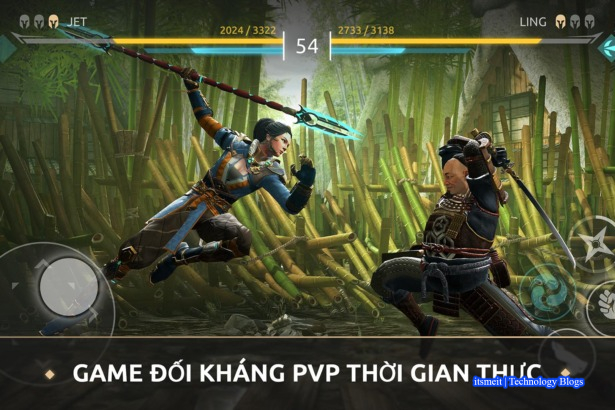 JET
2024 / 3322
54
2733 / 3138
LING
GAME ĐỐI KHÁNG PVP THỜI GIAN THỰC
itsmeit | Technology Blogs